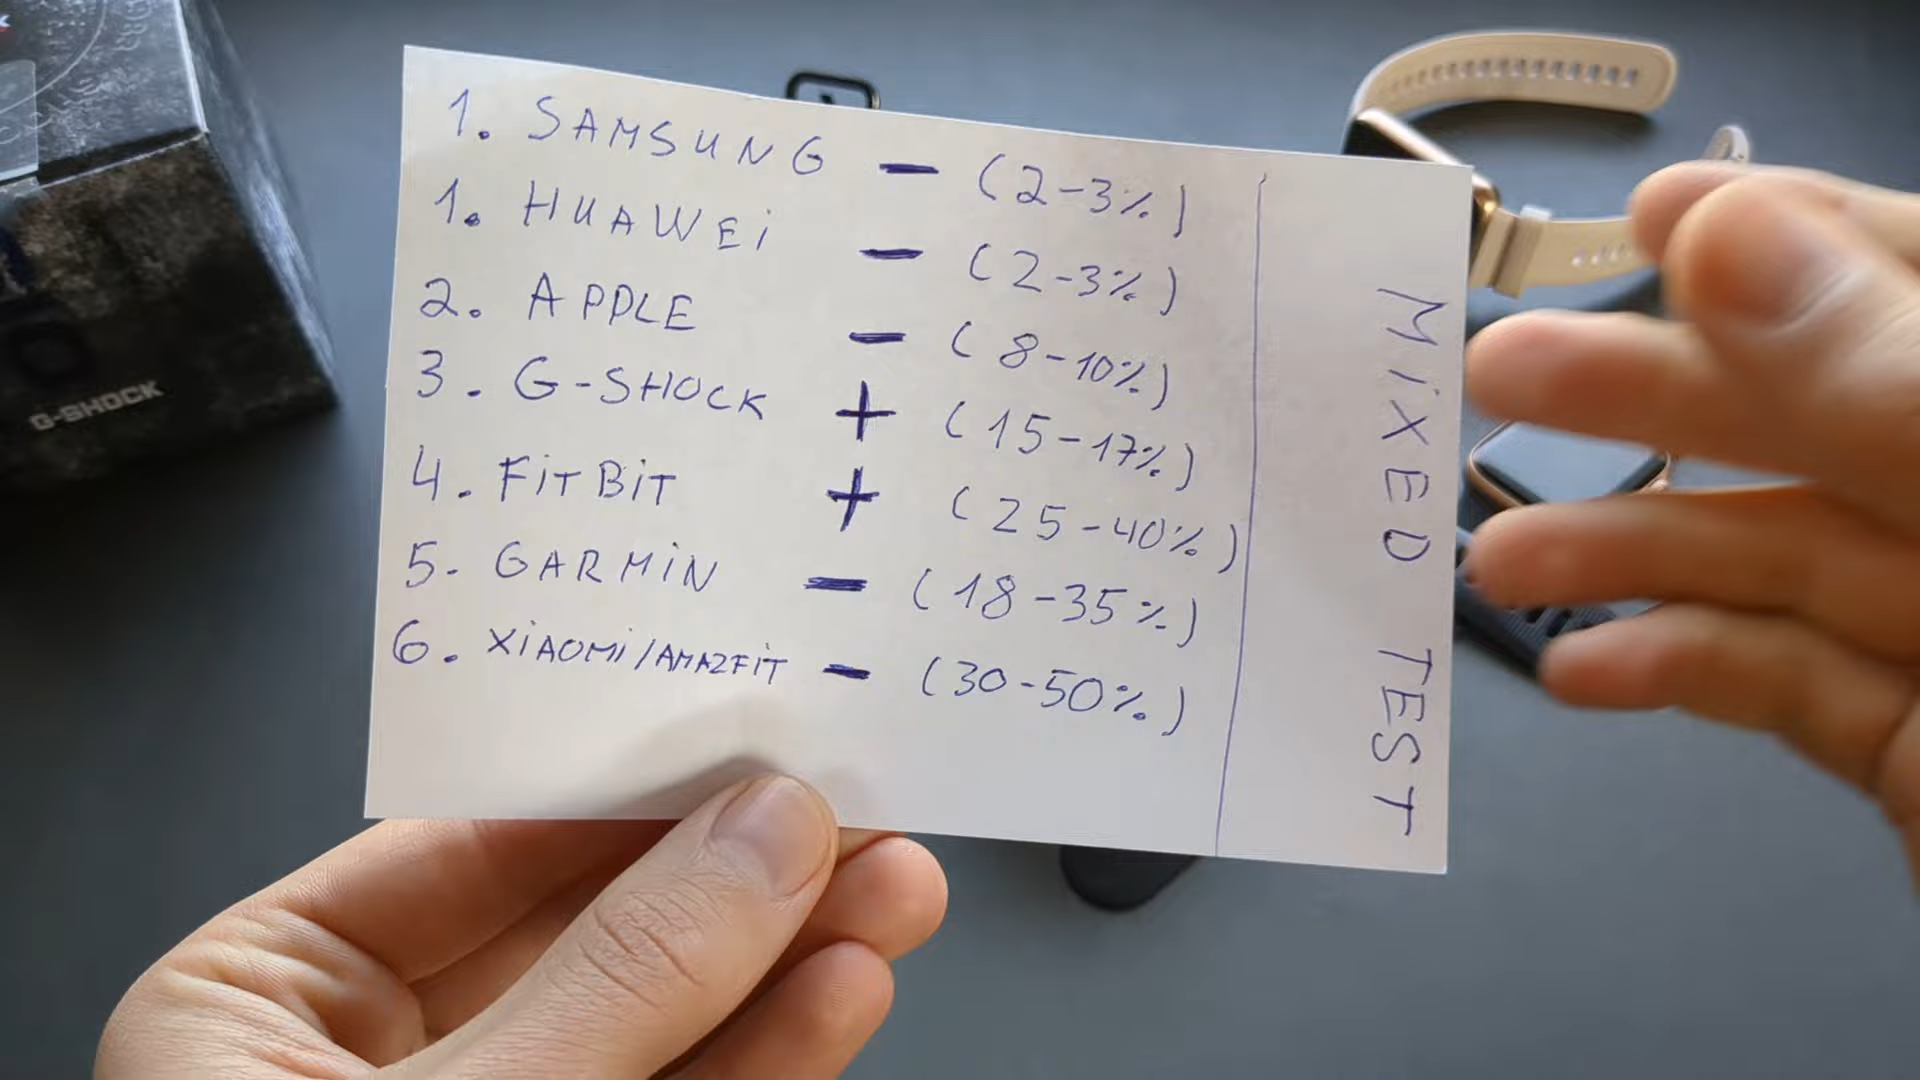 1. SAMSUNG - (2-3%)
1. HUAWEi - (2-3%)
2. APPLE - (8-10%)
3. G-SHOCK + (15-17%)
4. FiTBiT + (25-40%)
5. GARMiN - (18-35%)
6. XiAOMi/AMAZFiT - (30-50%)
MiXED TEST
G-SHOCK